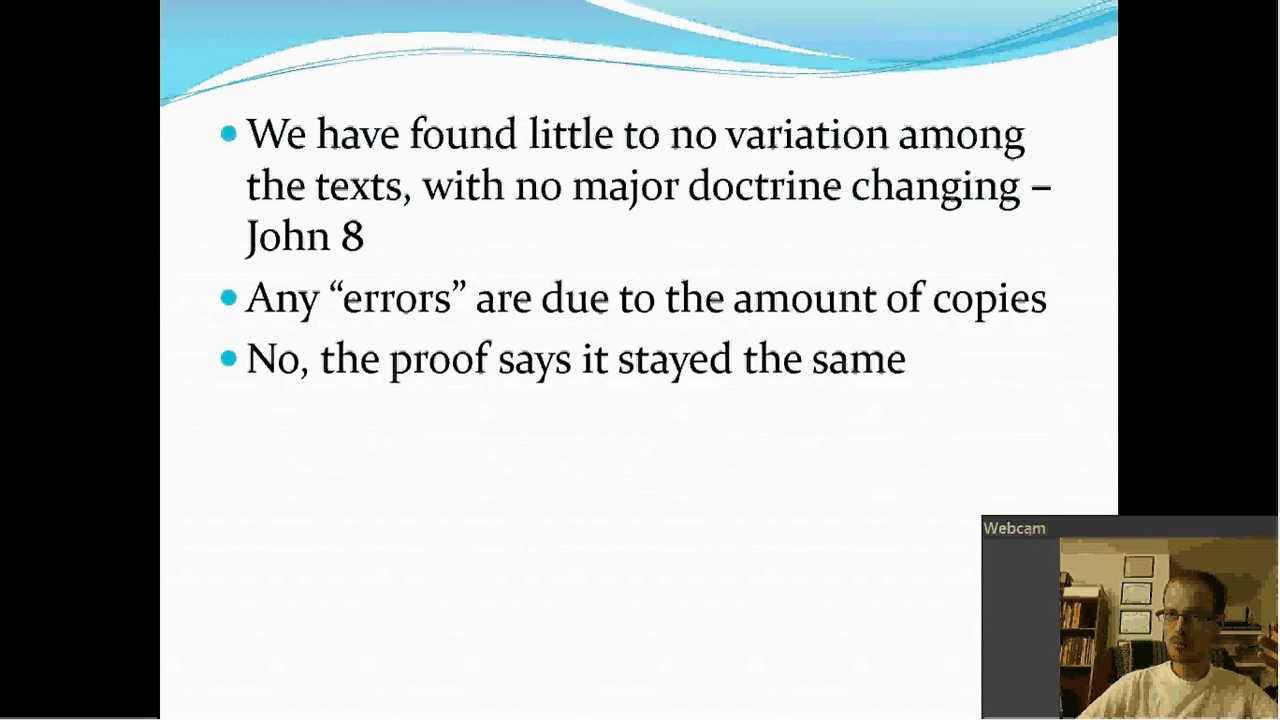 We have found little to no variation among
the texts, with no major doctrine changing –
John 8
Any “errors” are due to the amount of copies
No, the proof says it stayed the same
Webcam